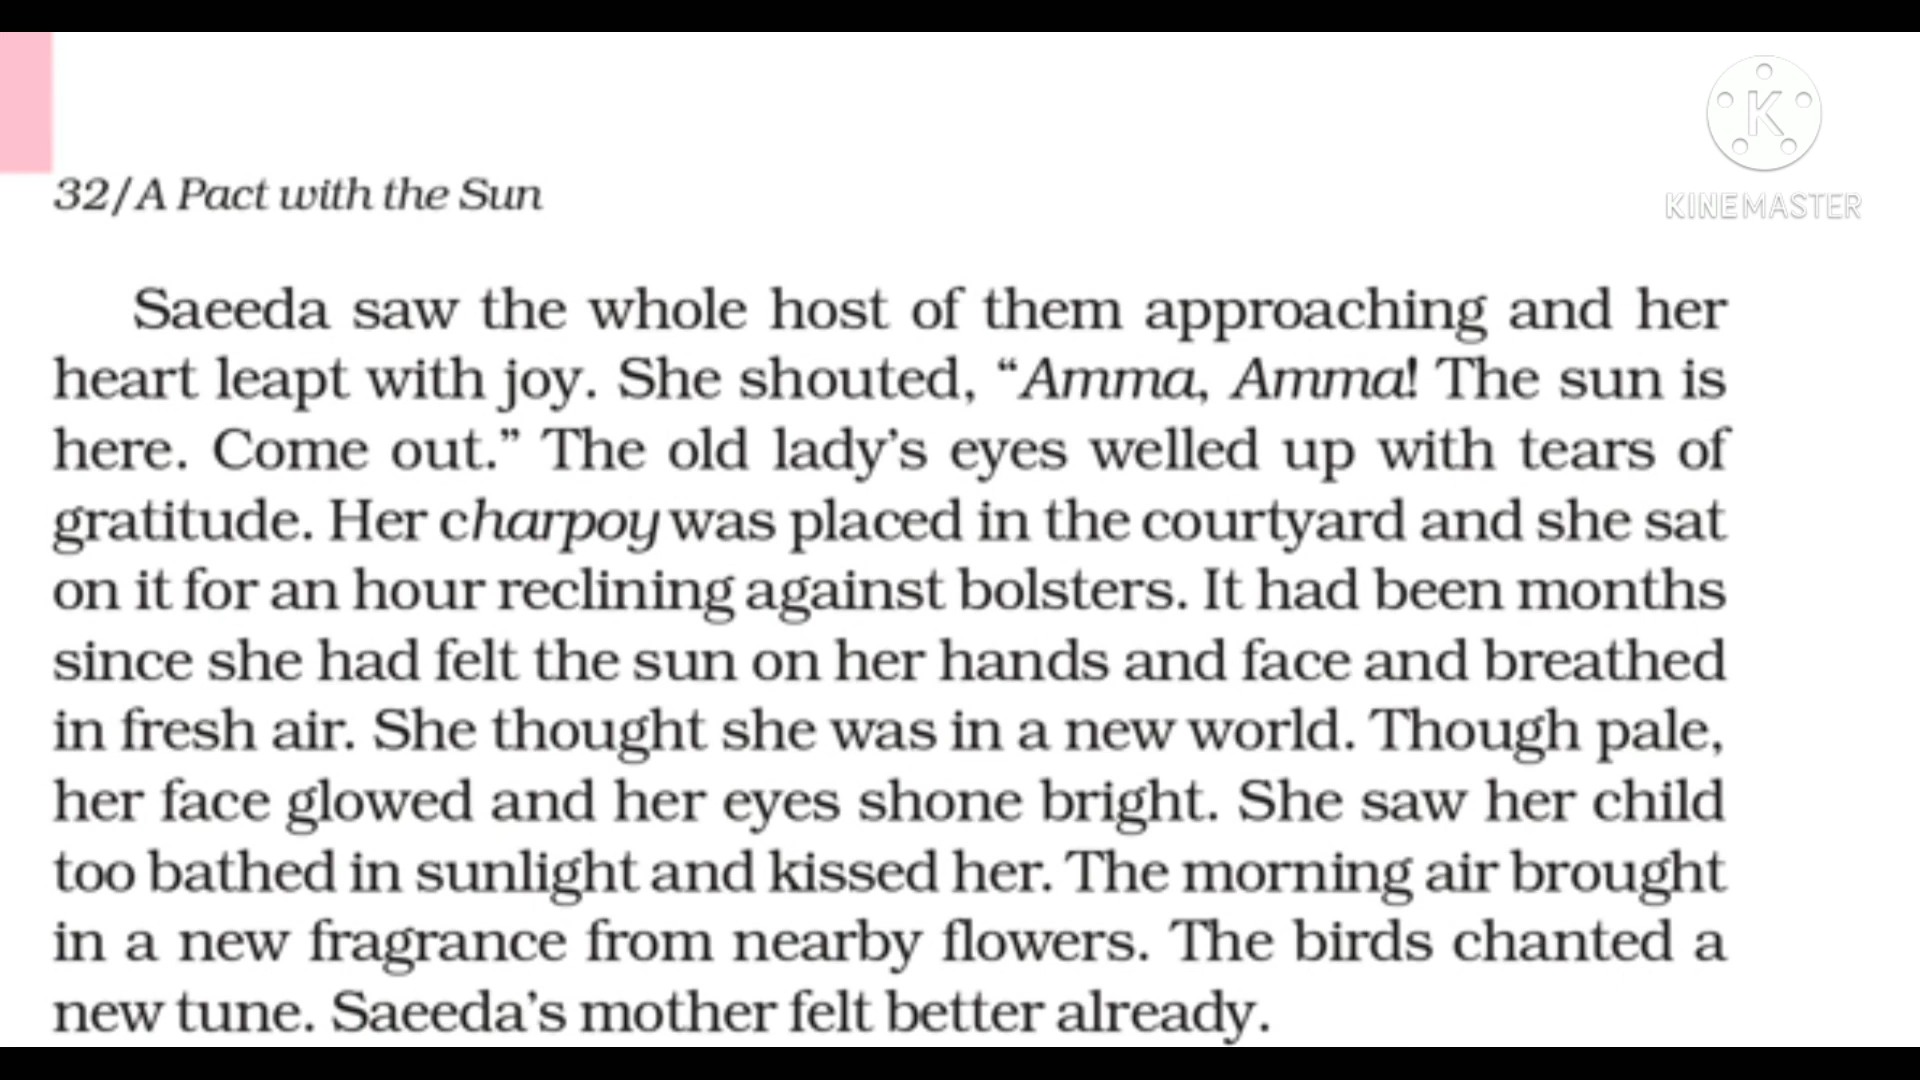 K
KINEMASTER
32/A Pact with the Sun
Saeeda saw the whole host of them approaching and her
heart leapt with joy. She shouted, “Amma, Amma! The sun is
here. Come out.” The old lady’s eyes welled up with tears of
gratitude. Her charpoy was placed in the courtyard and she sat
on it for an hour reclining against bolsters. It had been months
since she had felt the sun on her hands and face and breathed
in fresh air. She thought she was in a new world. Though pale,
her face glowed and her eyes shone bright. She saw her child
too bathed in sunlight and kissed her. The morning air brought
in a new fragrance from nearby flowers. The birds chanted a
new tune. Saeeda’s mother felt better already.